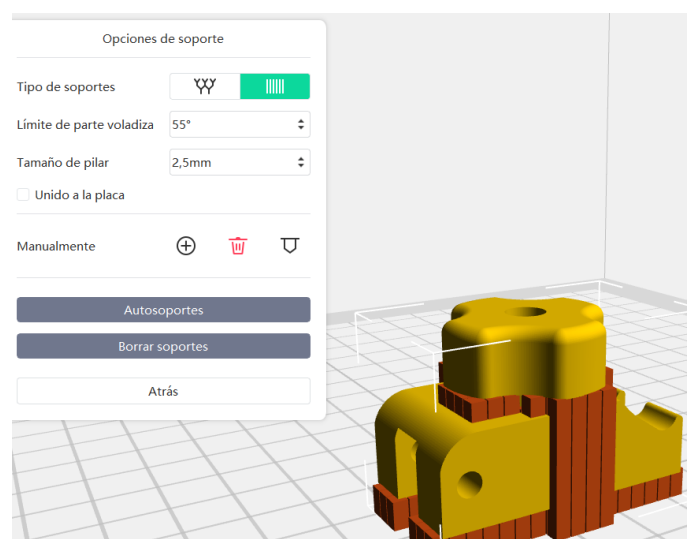 Opciones de soporte
Tipo de soportes
Límite de parte voladiza 55°
Tamaño de pilar 2,5mm
Unido a la placa
Manualmente
Autosoportes
Borrar soportes
Atrás